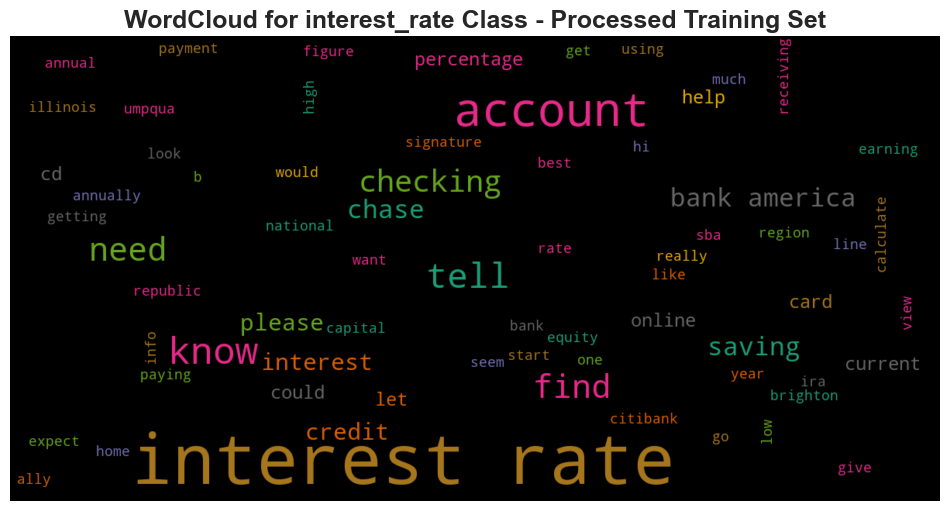 WordCloud for interest_rate Class - Processed Training Set
payment
figure
get
using
annual
percentage
receiving
high
much
help
illinois
umpqua
account
signature
hi
earning
look
best
cd
b
would
checking
bank america
annually
chase
getting
national
calculate
sba
region
line
need
want
rate
really
tell
like
republic
card
view
please
capital
bank
online
equity
info
know
interest
seem
start
one
saving
current
paying
year
ira
could
let
find
brighton
citibank
credit
low
go
expect
home
interest rate
give
ally